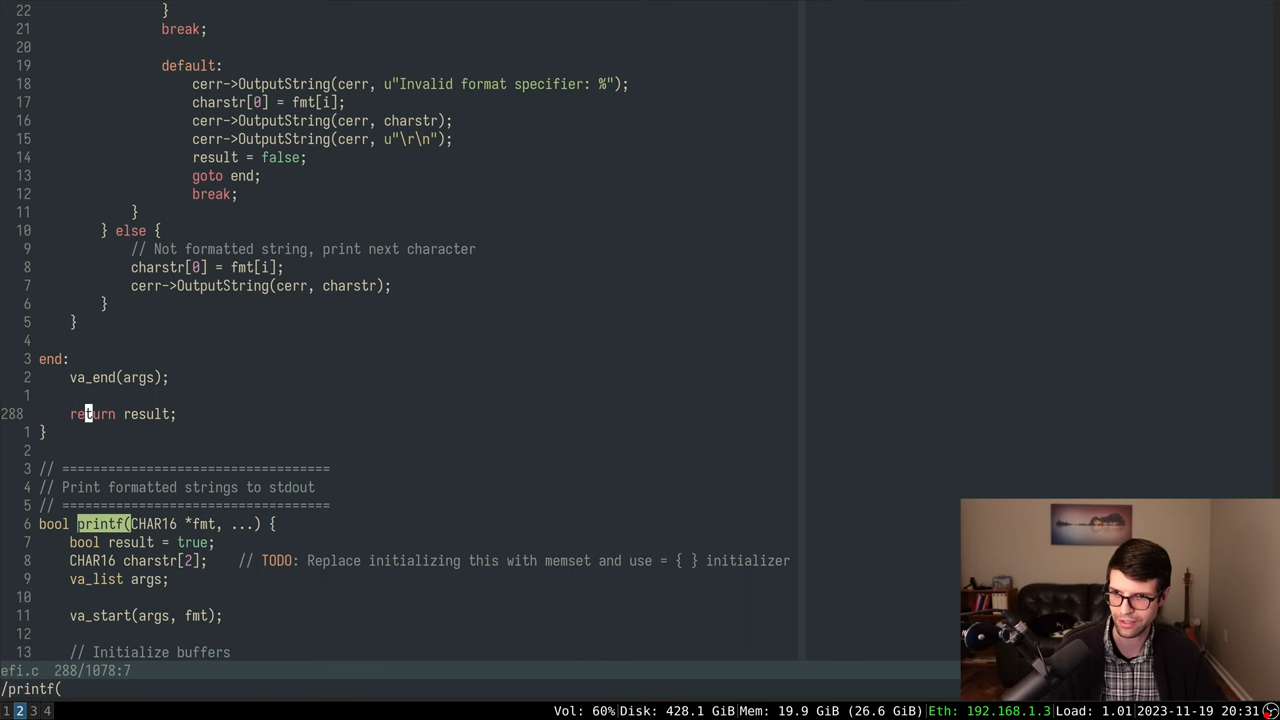 22                 }
21                 break;
20
19                 default:
18                     cerr->OutputString(cerr, u"Invalid format specifier: %");
17                     charstr[0] = fmt[i];
16                     cerr->OutputString(cerr, charstr);
15                     cerr->OutputString(cerr, u"\r\n");
14                     result = false;
13                     goto end;
12                     break;
11             }
10         } else {
9             // Not formatted string, print next character
8             charstr[0] = fmt[i];
7             cerr->OutputString(cerr, charstr);
6         }
5     }
4
3 end:
2     va_end(args);
1
288     return result;
1 }
2
3 // ===================================
4 // Print formatted strings to stdout
5 // ===================================
6 bool printf(CHAR16 *fmt, ...) {
7     bool result = true;
8     CHAR16 charstr[2];    // TODO: Replace initializing this with memset and use = { } initializer
9     va_list args;
10
11     va_start(args, fmt);
12
13     // Initialize buffers
efi.c 288/1078:7
/printf(
1 2 3 4 Vol: 60%|Disk: 428.1 GiB|Mem: 19.9 GiB (26.6 GiB)|Eth: 192.168.1.3|Load: 1.01|2023-11-19 20:31